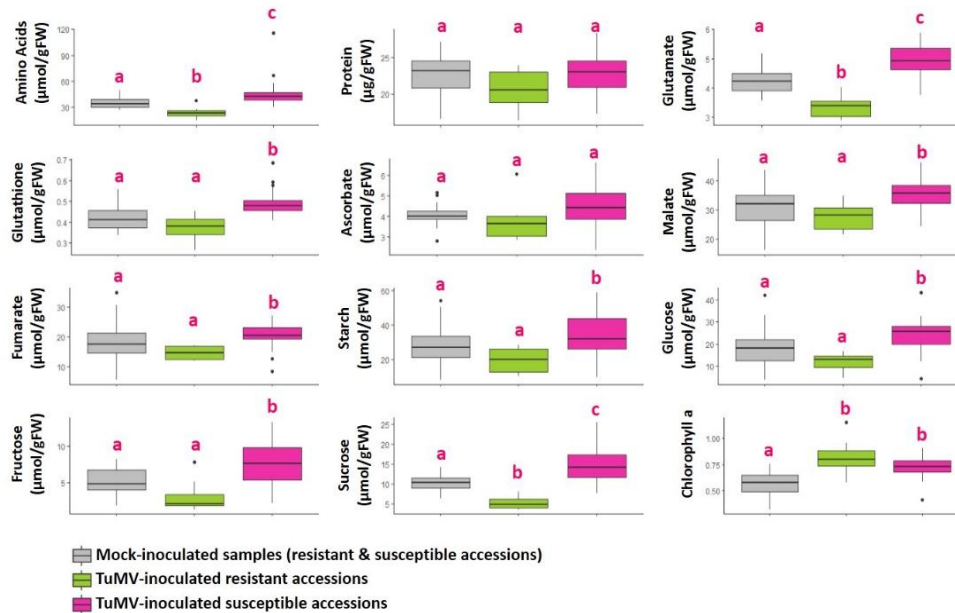 Amino Acids
(µmol/gFW)
120
90
60
30
a
b
c
Protein
(µg/gFW)
25
20
a
a
a
Glutamate
(µmol/gFW)
6
5
4
3
a
b
c
Glutathione
(µmol/gFW)
0.7
0.6
0.5
0.4
0.3
a
a
b
Ascorbate
(µmol/gFW)
6
5
4
3
a
a
a
Malate
(µmol/gFW)
40
30
20
a
a
b
Fumarate
(µmol/gFW)
30
20
10
a
a
b
Starch
(µmol/gFW)
60
40
20
a
a
b
Glucose
(µmol/gFW)
40
30
20
10
a
a
b
Fructose
(µmol/gFW)
10
5
a
a
b
Sucrose
(µmol/gFW)
25
20
15
10
5
a
b
c
Chlorophyll a
1.00
0.75
0.50
a
b
b
Mock-inoculated samples (resistant & susceptible accessions)
TuMV-inoculated resistant accessions
TuMV-inoculated susceptible accessions